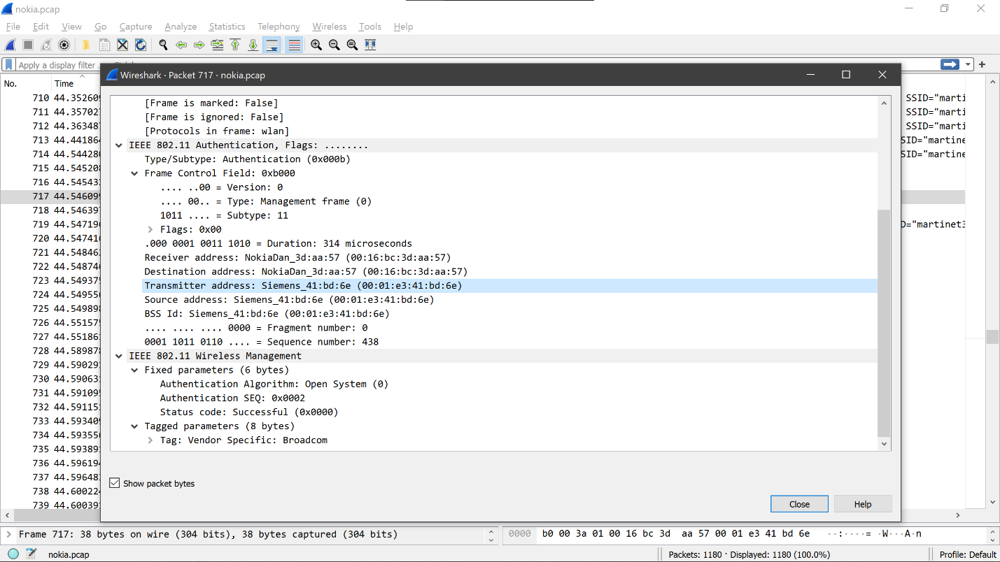 nokia.pcap
File Edit View Go Capture Analyze Statistics Telephony Wireless Tools Help
Apply a display filter
No. Time
710 44.35260
711 44.35702
712 44.36348
713 44.44186
714 44.54428
715 44.54520
716 44.54543
717 44.54609
718 44.54639
719 44.54719
720 44.54741
721 44.54846
722 44.54874
723 44.54937
724 44.54955
725 44.54989
726 44.55157
727 44.55186
728 44.58987
729 44.59029
730 44.59063
731 44.59109
732 44.59115
733 44.59340
734 44.59355
735 44.59389
736 44.59619
737 44.59648
738 44.60022
739 44.60039
SSID="marti
SSID="marti
SSID="marti
SID="martine
SID="martine
D="martinet3
Wireshark · Packet 717 · nokia.pcap
[Frame is marked: False]
[Frame is ignored: False]
[Protocols in frame: wlan]
IEEE 802.11 Authentication, Flags: ........
Type/Subtype: Authentication (0x000b)
Frame Control Field: 0xb000
.... ..00 = Version: 0
.... 00.. = Type: Management frame (0)
1011 .... = Subtype: 11
Flags: 0x00
.000 0001 0011 1010 = Duration: 314 microseconds
Receiver address: NokiaDan_3d:aa:57 (00:16:bc:3d:aa:57)
Destination address: NokiaDan_3d:aa:57 (00:16:bc:3d:aa:57)
Transmitter address: Siemens_41:bd:6e (00:01:e3:41:bd:6e)
Source address: Siemens_41:bd:6e (00:01:e3:41:bd:6e)
BSS Id: Siemens_41:bd:6e (00:01:e3:41:bd:6e)
.... .... .... 0000 = Fragment number: 0
0001 1011 0110 .... = Sequence number: 438
IEEE 802.11 Wireless Management
Fixed parameters (6 bytes)
Authentication Algorithm: Open System (0)
Authentication SEQ: 0x0002
Status code: Successful (0x0000)
Tagged parameters (8 bytes)
Tag: Vendor Specific: Broadcom
Show packet bytes
Close Help
Frame 717: 38 bytes on wire (304 bits), 38 bytes captured (304 bits)
0000 b0 00 3a 01 00 16 bc 3d aa 57 00 01 e3 41 bd 6e ··:····= ·W···A·n
nokia.pcap
Packets: 1180 · Displayed: 1180 (100.0%)
Profile: Default